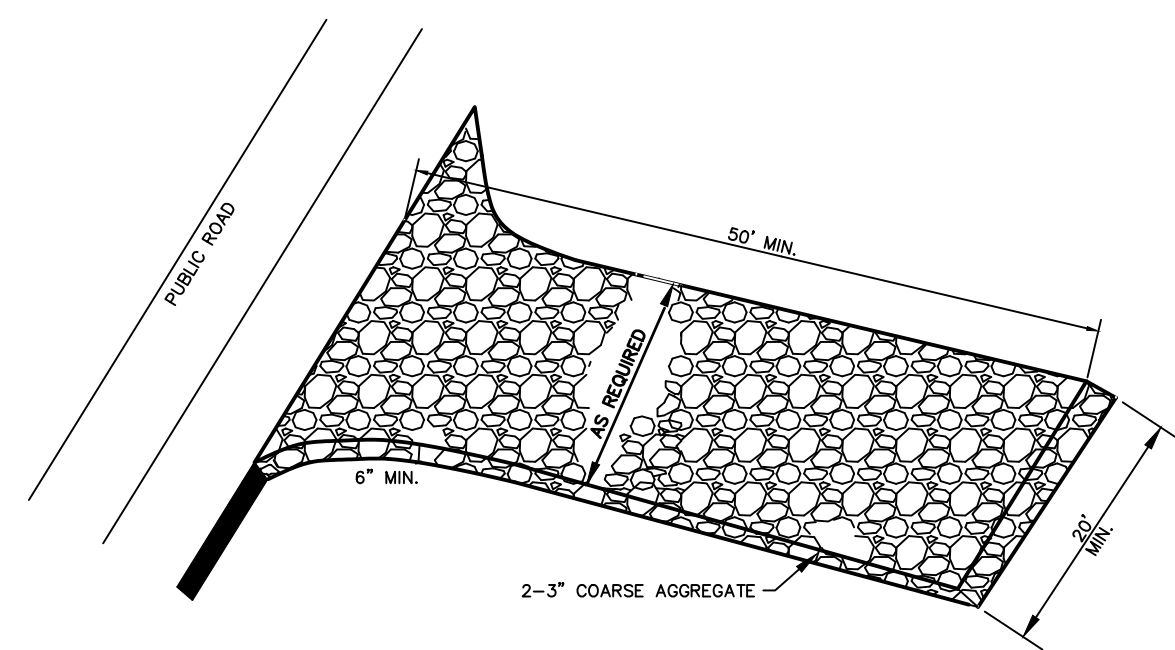 PUBLIC ROAD
50' MIN.
AS REQUIRED
6" MIN.
20'
MIN.
2-3" COARSE AGGREGATE